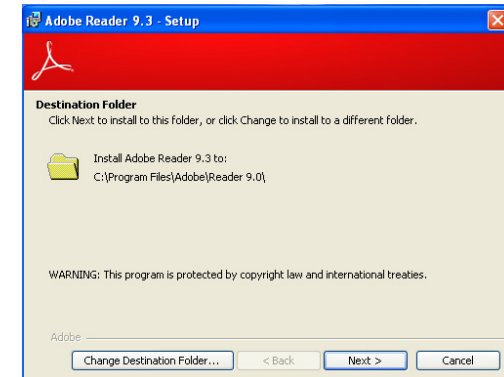 Adobe Reader 9.3 - Setup
Destination Folder
Click Next to install to this folder, or click Change to install to a different folder.
Install Adobe Reader 9.3 to:
C:\Program Files\Adobe\Reader 9.0\
WARNING: This program is protected by copyright law and international treaties.
Adobe
Change Destination Folder... < Back Next > Cancel